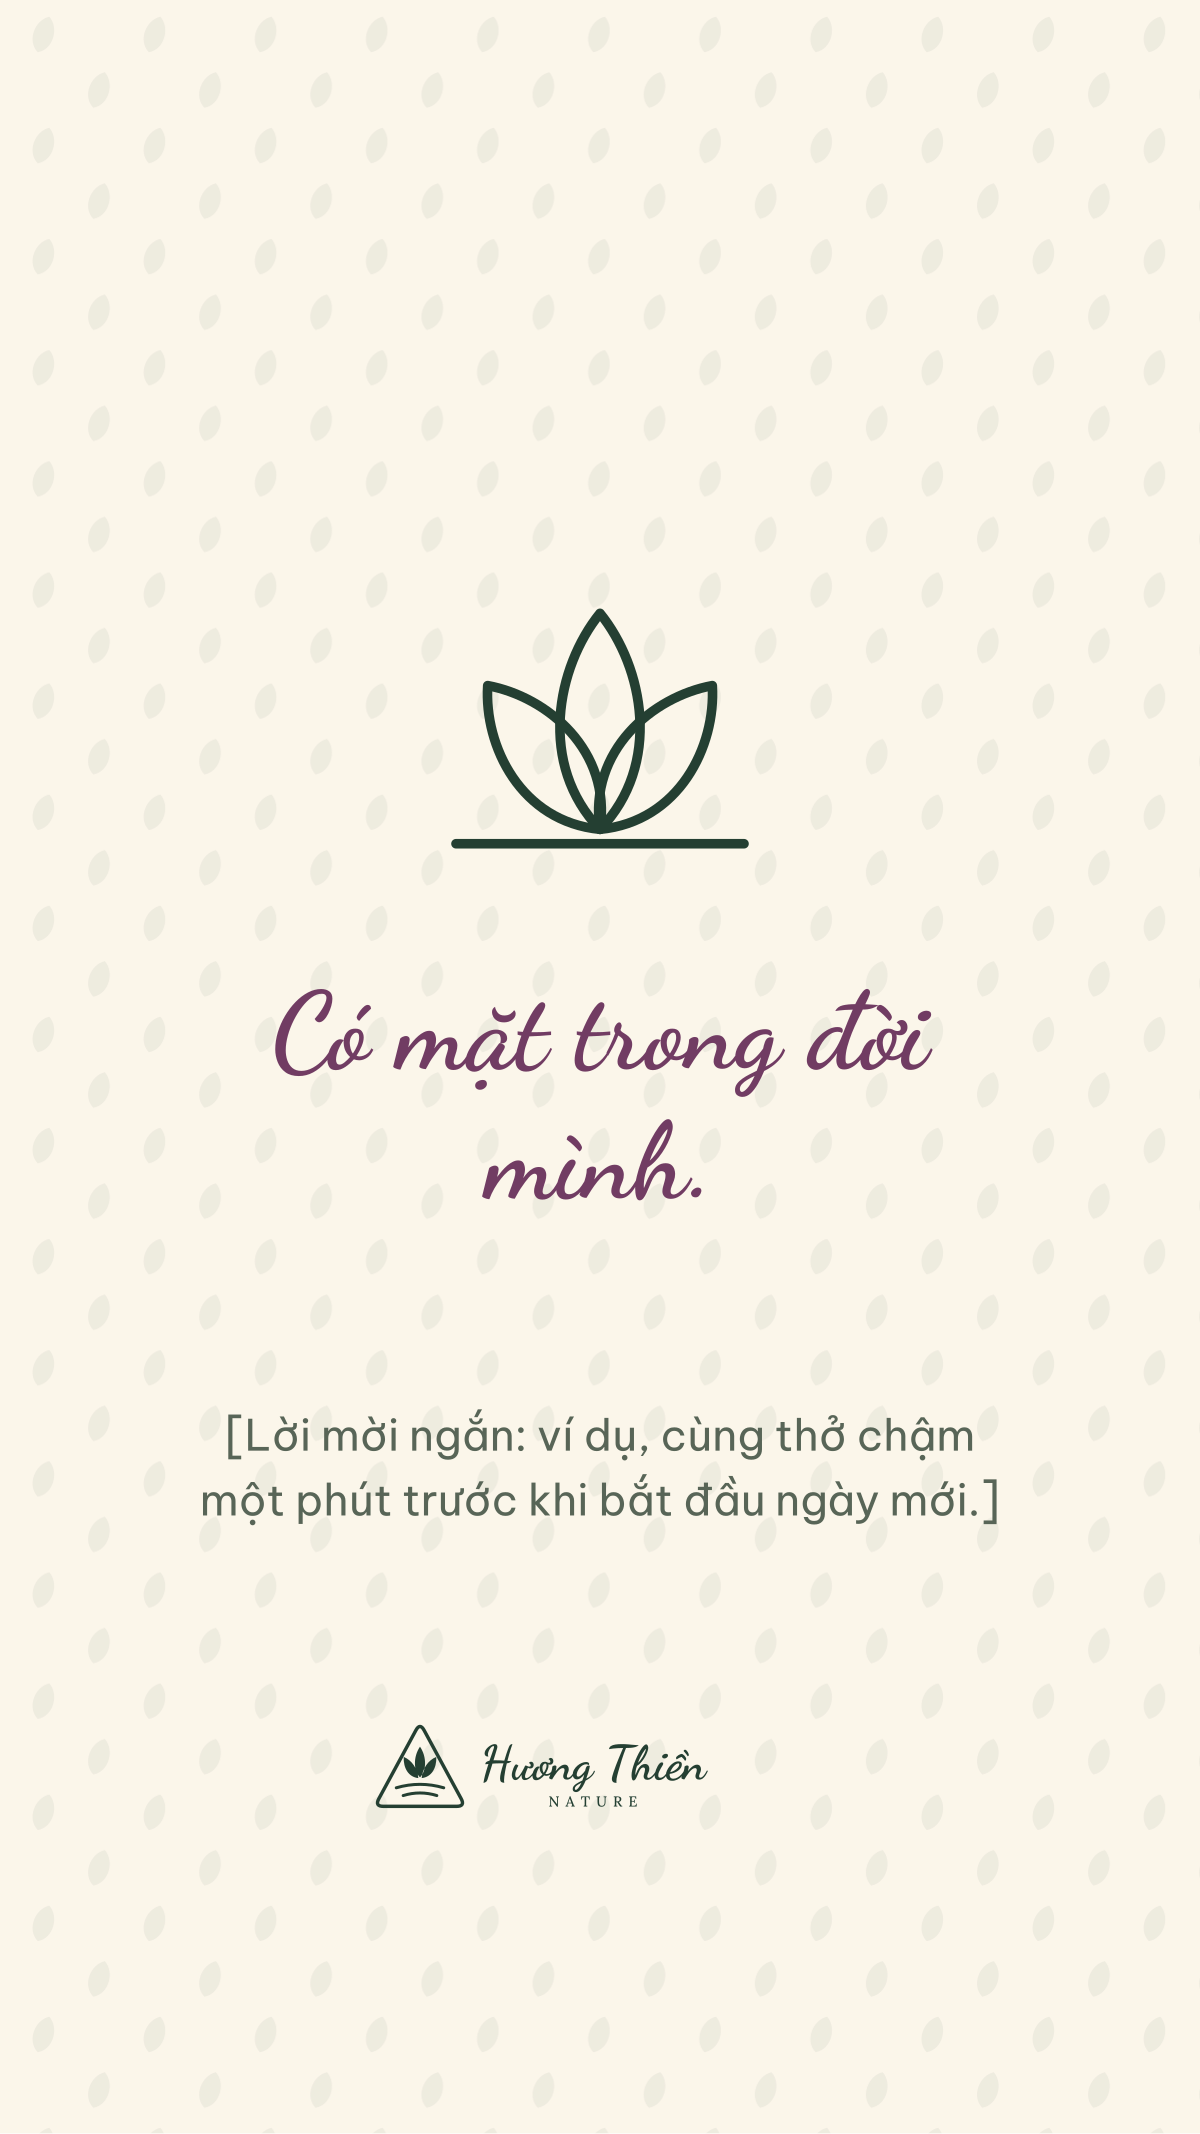 Có mặt trong đời
mình.
[Lời mời ngắn: ví dụ, cùng thở chậm
một phút trước khi bắt đầu ngày mới.]
Hương Thiền
NATURE